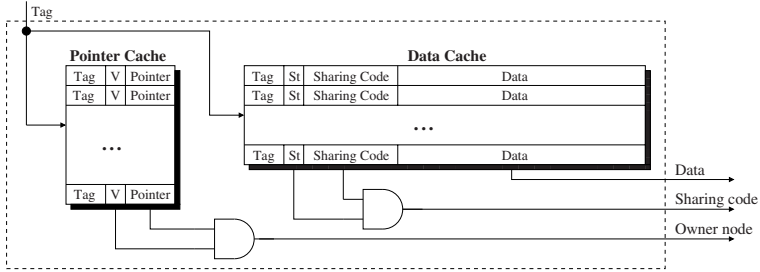 Tag
Pointer Cache
Data Cache
Tag V Pointer
Tag V Pointer
...
Tag V Pointer
Tag St Sharing Code Data
Tag St Sharing Code Data
...
Tag St Sharing Code Data
Data
Sharing code
Owner node